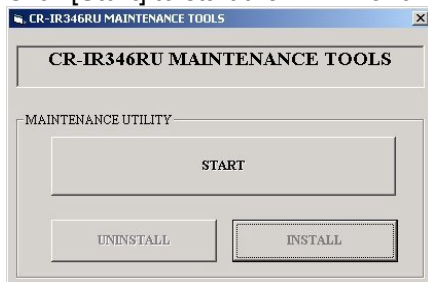 CR-IR346RU MAINTENANCE TOOLS
CR-IR346RU MAINTENANCE TOOLS
MAINTENANCE UTILITY
START
UNINSTALL
INSTALL